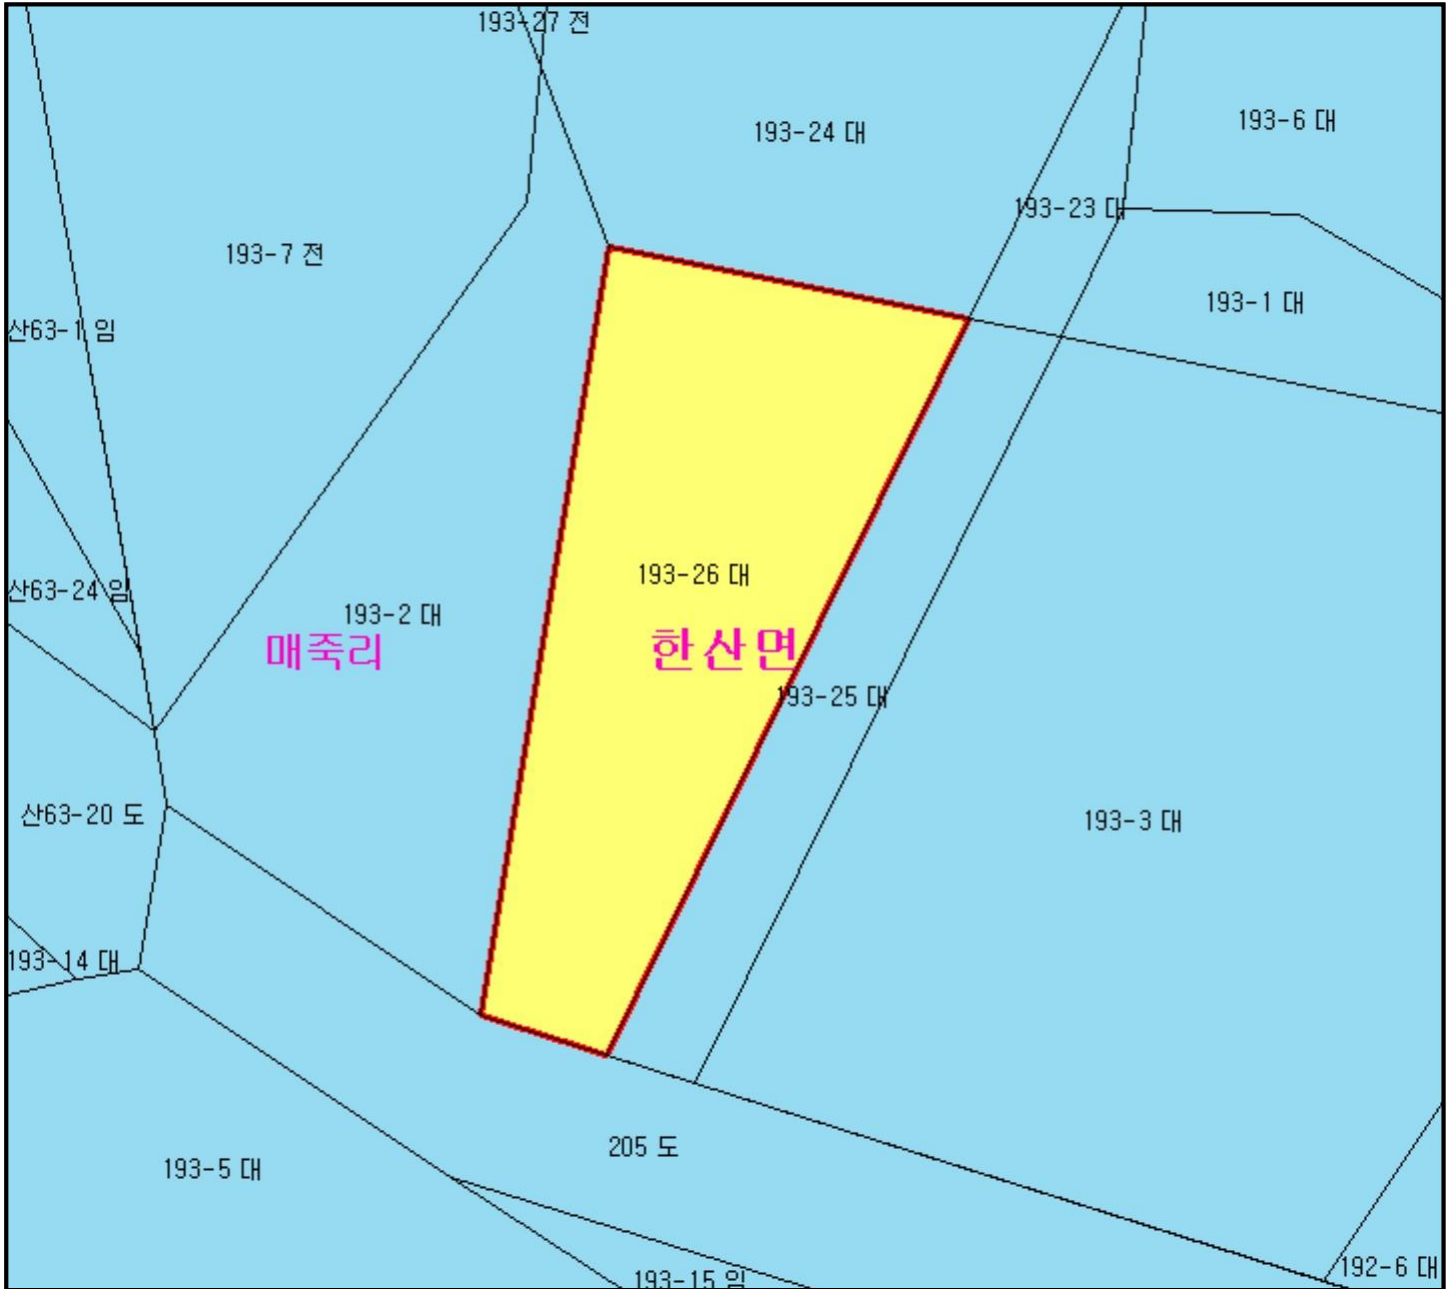 193-27 전
193-24 대
193-6 대
193-23 대
193-7 전
193-1 대
산63-1 임
193-26 대
산63-24 임
193-2 대
매죽리
한산면
193-25 대
산63-20 도
193-3 대
193-14 대
205 도
193-5 대
192-6 대
193-15 임